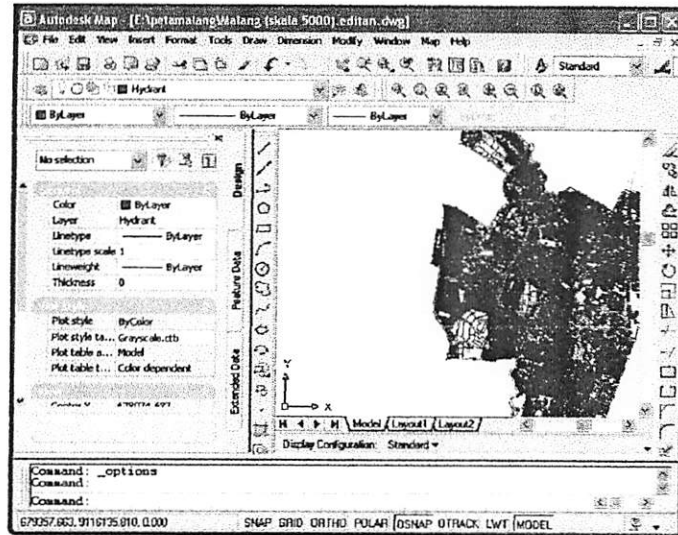 Autodesk Map - [E:\petamalang\Malang (skala 5000).editan.dwg]
File Edit View Insert Format Tools Draw Dimension Modify Window Map Help
Standard
Hydrant
ByLayer ByLayer ByLayer
No selection
Color ByLayer
Layer Hydrant
Linetype ByLayer
Linetype scale 1
Lineweight ByLayer
Thickness 0
Plot style ByColor
Plot style ta... Grayscale.ctb
Plot table a... Model
Plot table t... Color dependent
Design
Feature Data
Extended Data
Y
X
Model Layout1 Layout2
Display Configuration: Standard
Command: _options
Command:
Command:
679357.663, 9116135.810, 0.000 SNAP GRID ORTHO POLAR OSNAP OTRACK LWT MODEL